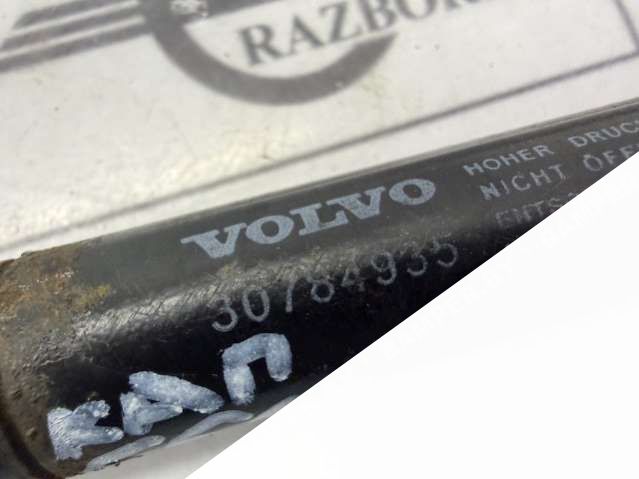 RAZBOR
VOLVO
30784935
HOHER DRUCK
NICHT ÖFF
КАП